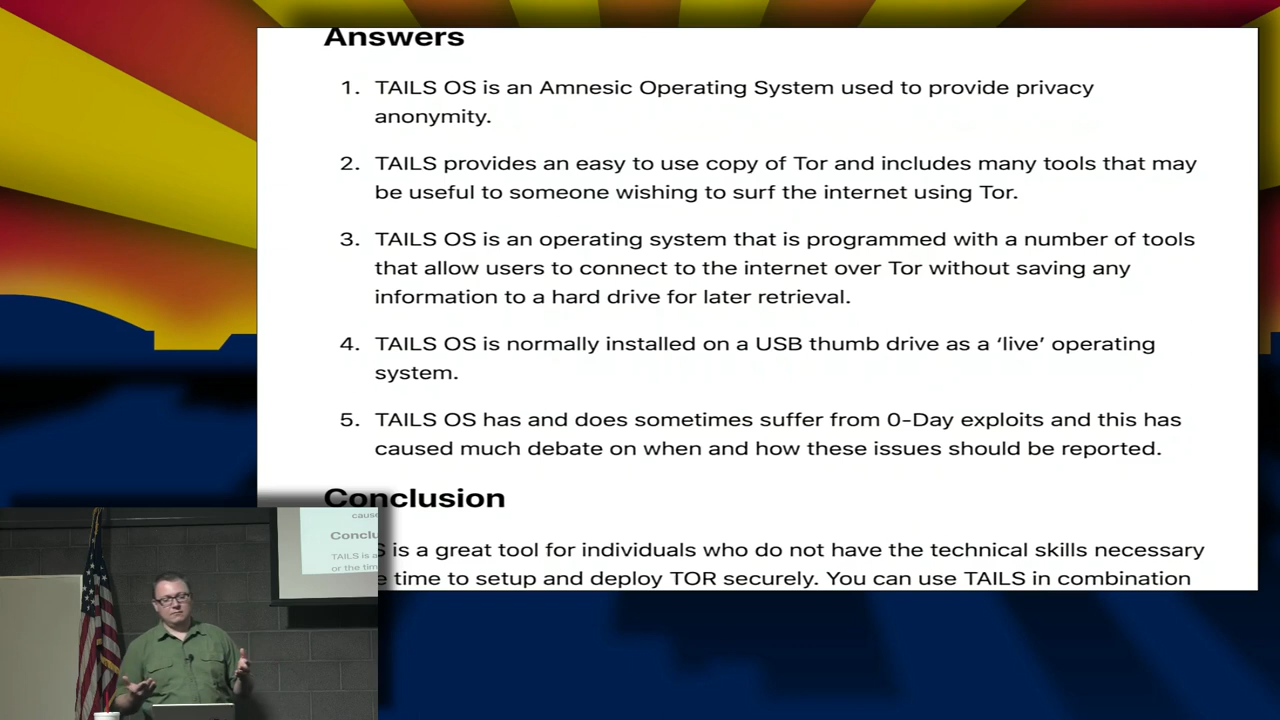 Answers
1. TAILS OS is an Amnesic Operating System used to provide privacy
anonymity.
2. TAILS provides an easy to use copy of Tor and includes many tools that may
be useful to someone wishing to surf the internet using Tor.
3. TAILS OS is an operating system that is programmed with a number of tools
that allow users to connect to the internet over Tor without saving any
information to a hard drive for later retrieval.
4. TAILS OS is normally installed on a USB thumb drive as a ‘live’ operating
system.
5. TAILS OS has and does sometimes suffer from 0-Day exploits and this has
caused much debate on when and how these issues should be reported.
Conclusion
S is a great tool for individuals who do not have the technical skills necessary
e time to setup and deploy TOR securely. You can use TAILS in combination
cause
Conclu
TAILS is a
or the tim